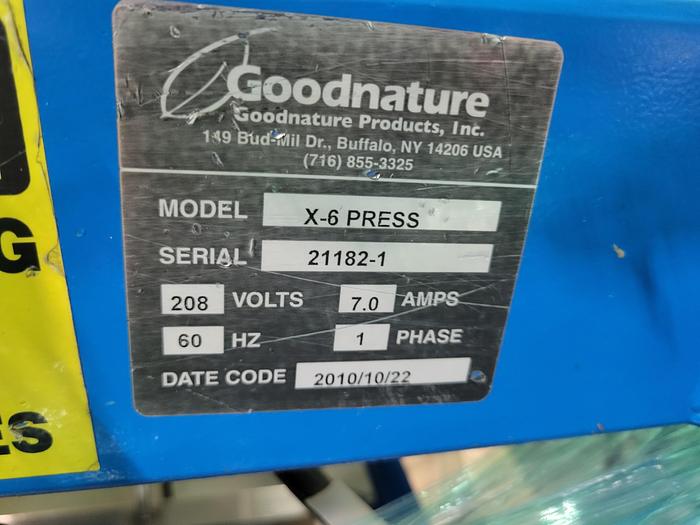 Goodnature
Goodnature Products, Inc.
149 Bud-Mil Dr., Buffalo, NY 14206 USA
(716) 855-3325
MODEL X-6 PRESS
SERIAL 21182-1
208 VOLTS 7.0 AMPS
60 HZ 1 PHASE
DATE CODE 2010/10/22
G
ES